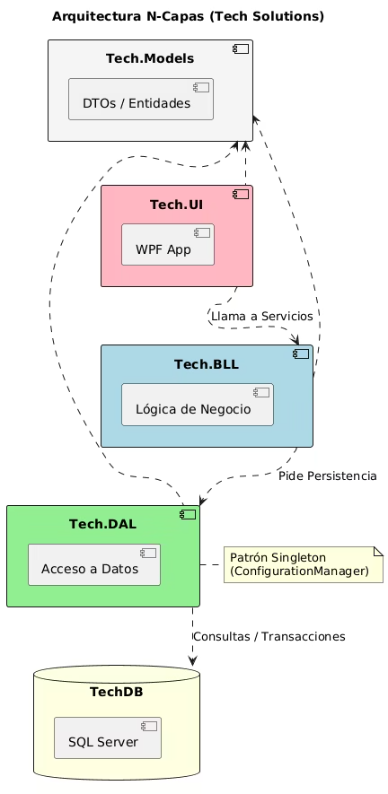 Arquitectura N-Capas (Tech Solutions)
Tech.Models
DTOs / Entidades
Tech.UI
WPF App
Llama a Servicios
Tech.BLL
Lógica de Negocio
Pide Persistencia
Tech.DAL
Acceso a Datos
Patrón Singleton
(ConfigurationManager)
Consultas / Transacciones
TechDB
SQL Server